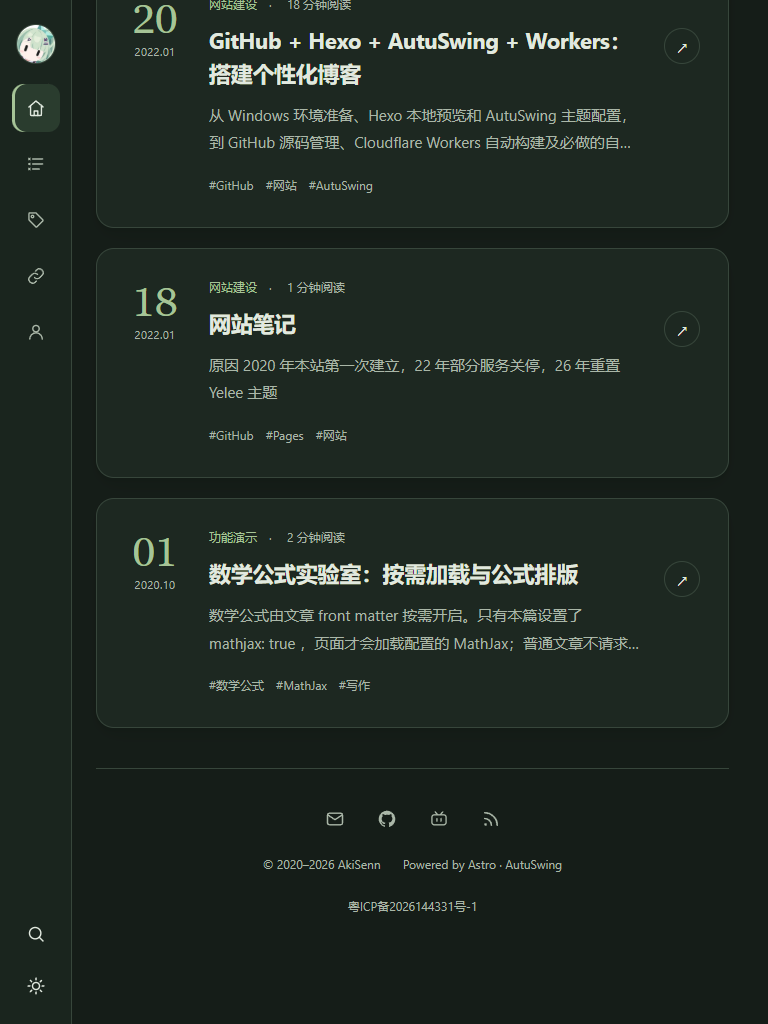 20
2022.01
网站建设 · 18 分钟阅读
GitHub + Hexo + AutuSwing + Workers：
搭建个性化博客
从 Windows 环境准备、Hexo 本地预览和 AutuSwing 主题配置，
到 GitHub 源码管理、Cloudflare Workers 自动构建及必做的自...
#GitHub #网站 #AutuSwing
18
2022.01
网站建设 · 1 分钟阅读
网站笔记
原因 2020 年本站第一次建立，22 年部分服务关停，26 年重置
Yelee 主题
#GitHub #Pages #网站
01
2020.10
功能演示 · 2 分钟阅读
数学公式实验室：按需加载与公式排版
数学公式由文章 front matter 按需开启。只有本篇设置了
mathjax: true ，页面才会加载配置的 MathJax；普通文章不请求...
#数学公式 #MathJax #写作
© 2020–2026 AkiSenn Powered by Astro · AutuSwing
粤ICP备2026144331号-1